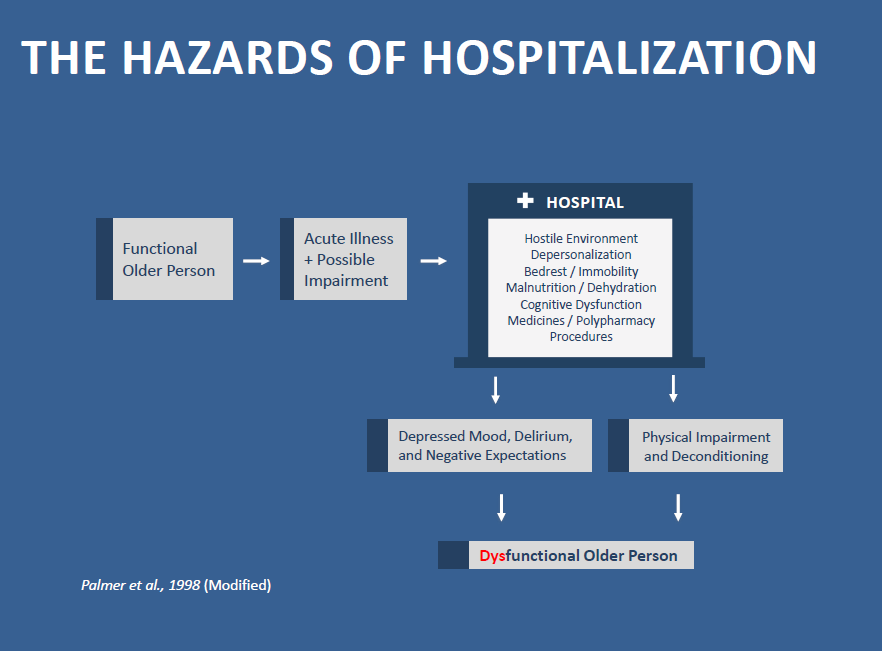 THE HAZARDS OF HOSPITALIZATION
Functional
Older Person
Acute Illness
+ Possible
Impairment
HOSPITAL
Hostile Environment
Depersonalization
Bedrest / Immobility
Malnutrition / Dehydration
Cognitive Dysfunction
Medicines / Polypharmacy
Procedures
Depressed Mood, Delirium,
and Negative Expectations
Physical Impairment
and Deconditioning
Dysfunctional Older Person
Palmer et al., 1998 (Modified)